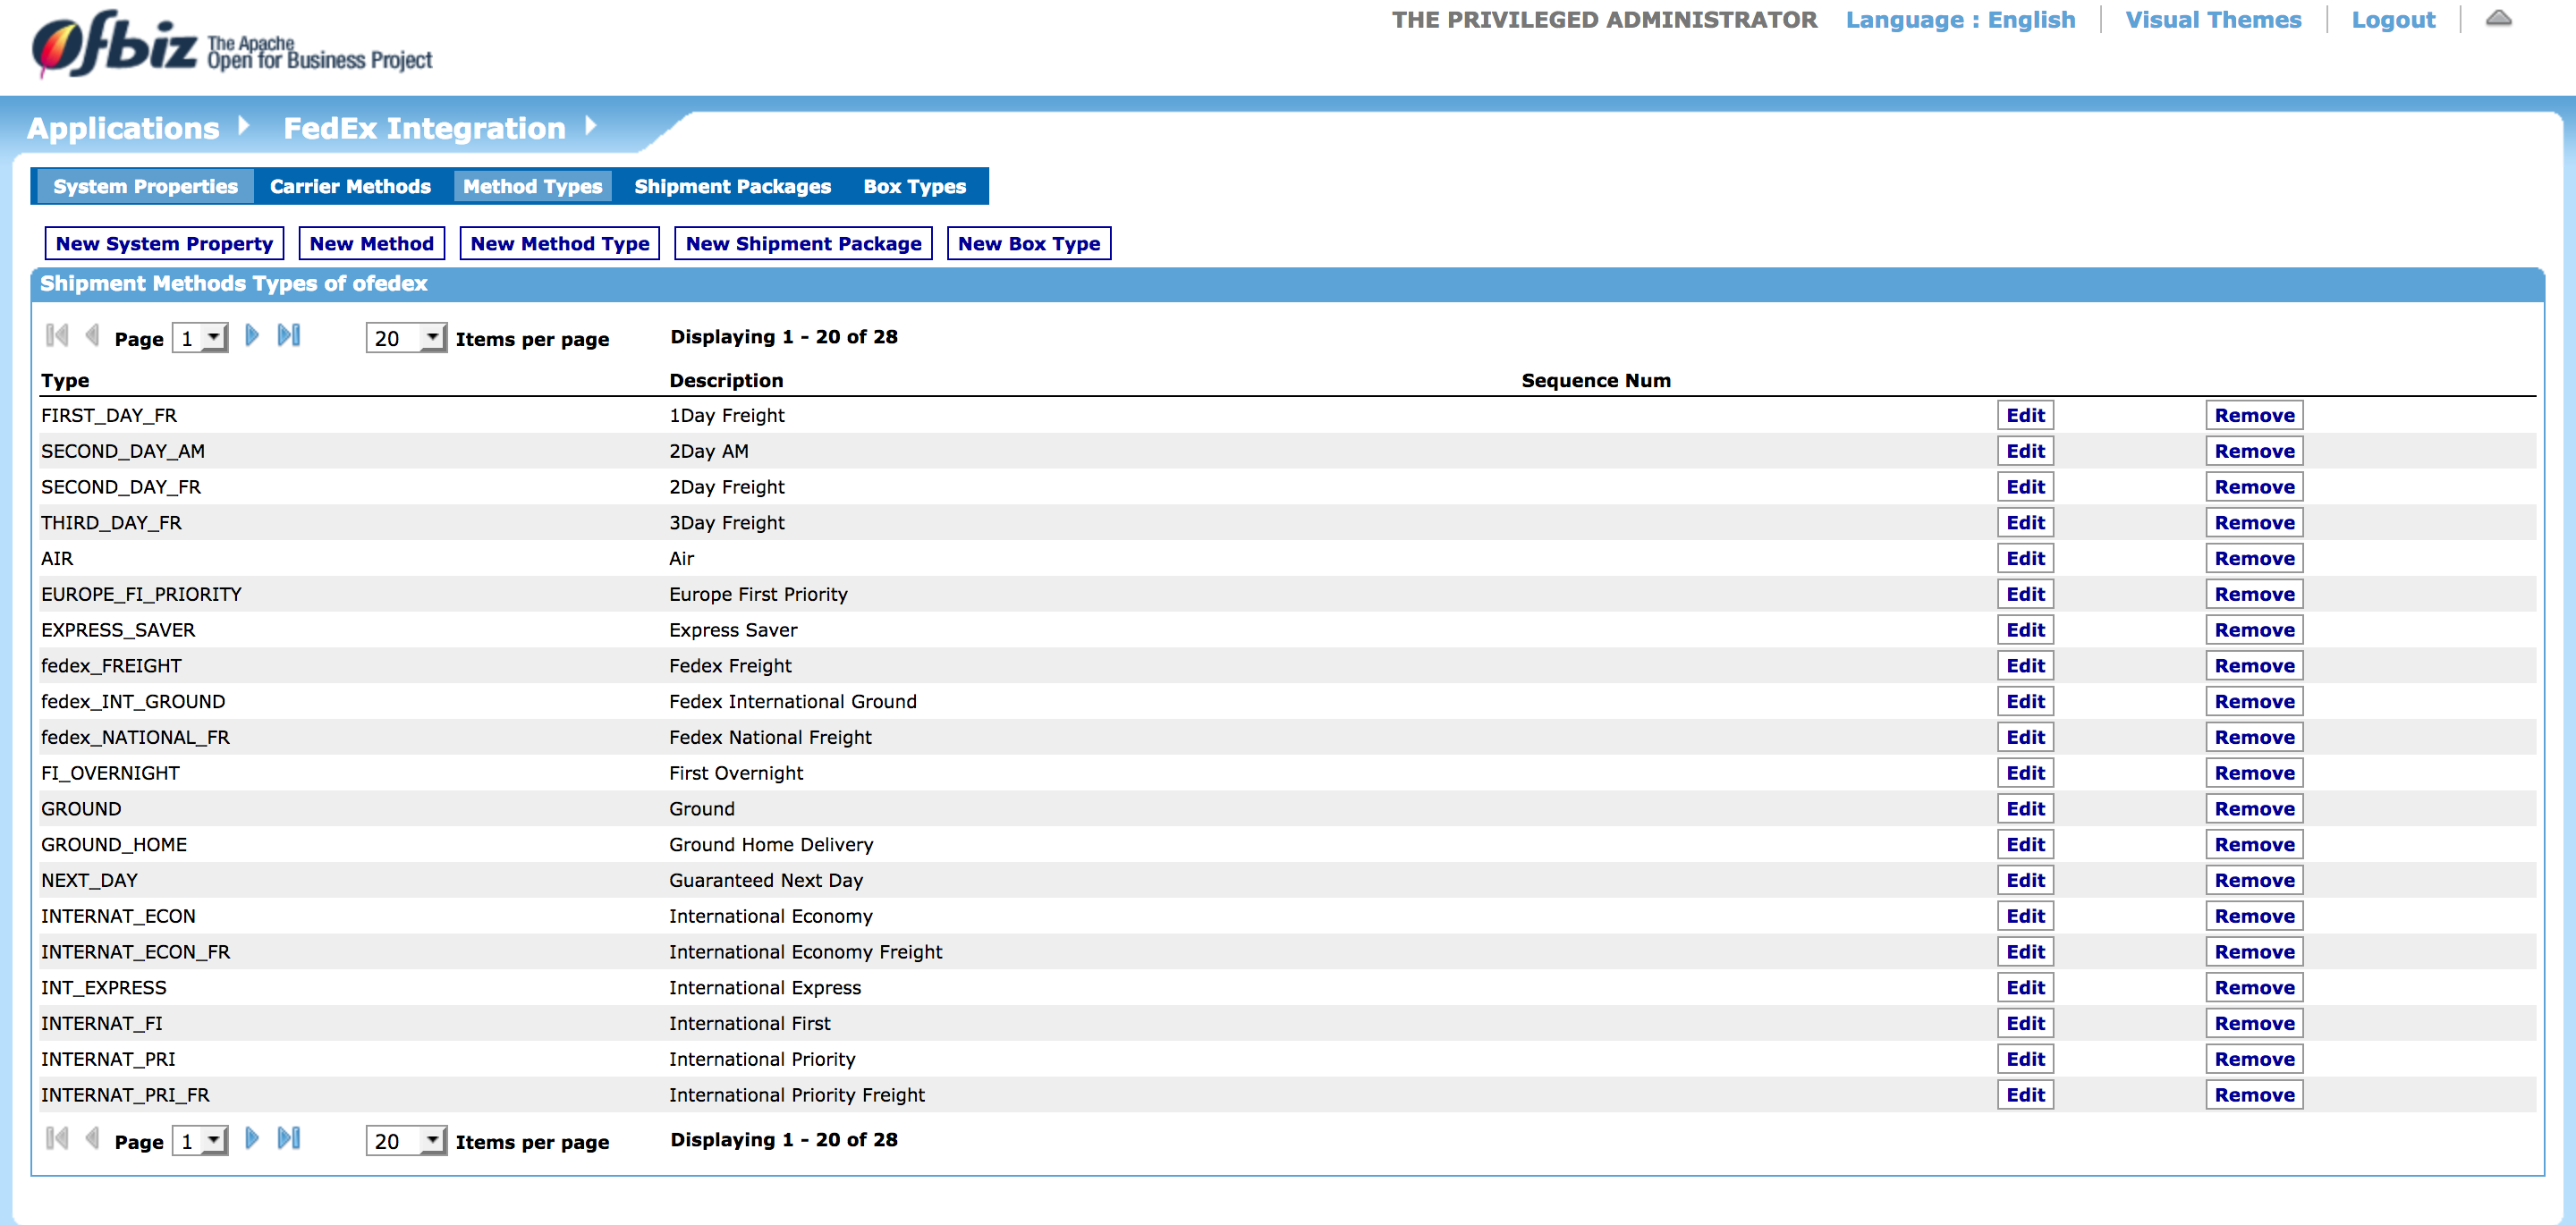 ofbiz The Apache
Open for Business Project
THE PRIVILEGED ADMINISTRATOR Language : English Visual Themes Logout
Applications FedEx Integration
System Properties Carrier Methods Method Types Shipment Packages Box Types
New System Property New Method New Method Type New Shipment Package New Box Type
Shipment Methods Types of ofedex
Page 1 20 Items per page Displaying 1 - 20 of 28
Type Description Sequence Num
FIRST_DAY_FR 1Day Freight Edit Remove
SECOND_DAY_AM 2Day AM Edit Remove
SECOND_DAY_FR 2Day Freight Edit Remove
THIRD_DAY_FR 3Day Freight Edit Remove
AIR Air Edit Remove
EUROPE_FI_PRIORITY Europe First Priority Edit Remove
EXPRESS_SAVER Express Saver Edit Remove
fedex_FREIGHT Fedex Freight Edit Remove
fedex_INT_GROUND Fedex International Ground Edit Remove
fedex_NATIONAL_FR Fedex National Freight Edit Remove
FI_OVERNIGHT First Overnight Edit Remove
GROUND Ground Edit Remove
GROUND_HOME Ground Home Delivery Edit Remove
NEXT_DAY Guaranteed Next Day Edit Remove
INTERNAT_ECON International Economy Edit Remove
INTERNAT_ECON_FR International Economy Freight Edit Remove
INT_EXPRESS International Express Edit Remove
INTERNAT_FI International First Edit Remove
INTERNAT_PRI International Priority Edit Remove
INTERNAT_PRI_FR International Priority Freight Edit Remove
Page 1 20 Items per page Displaying 1 - 20 of 28